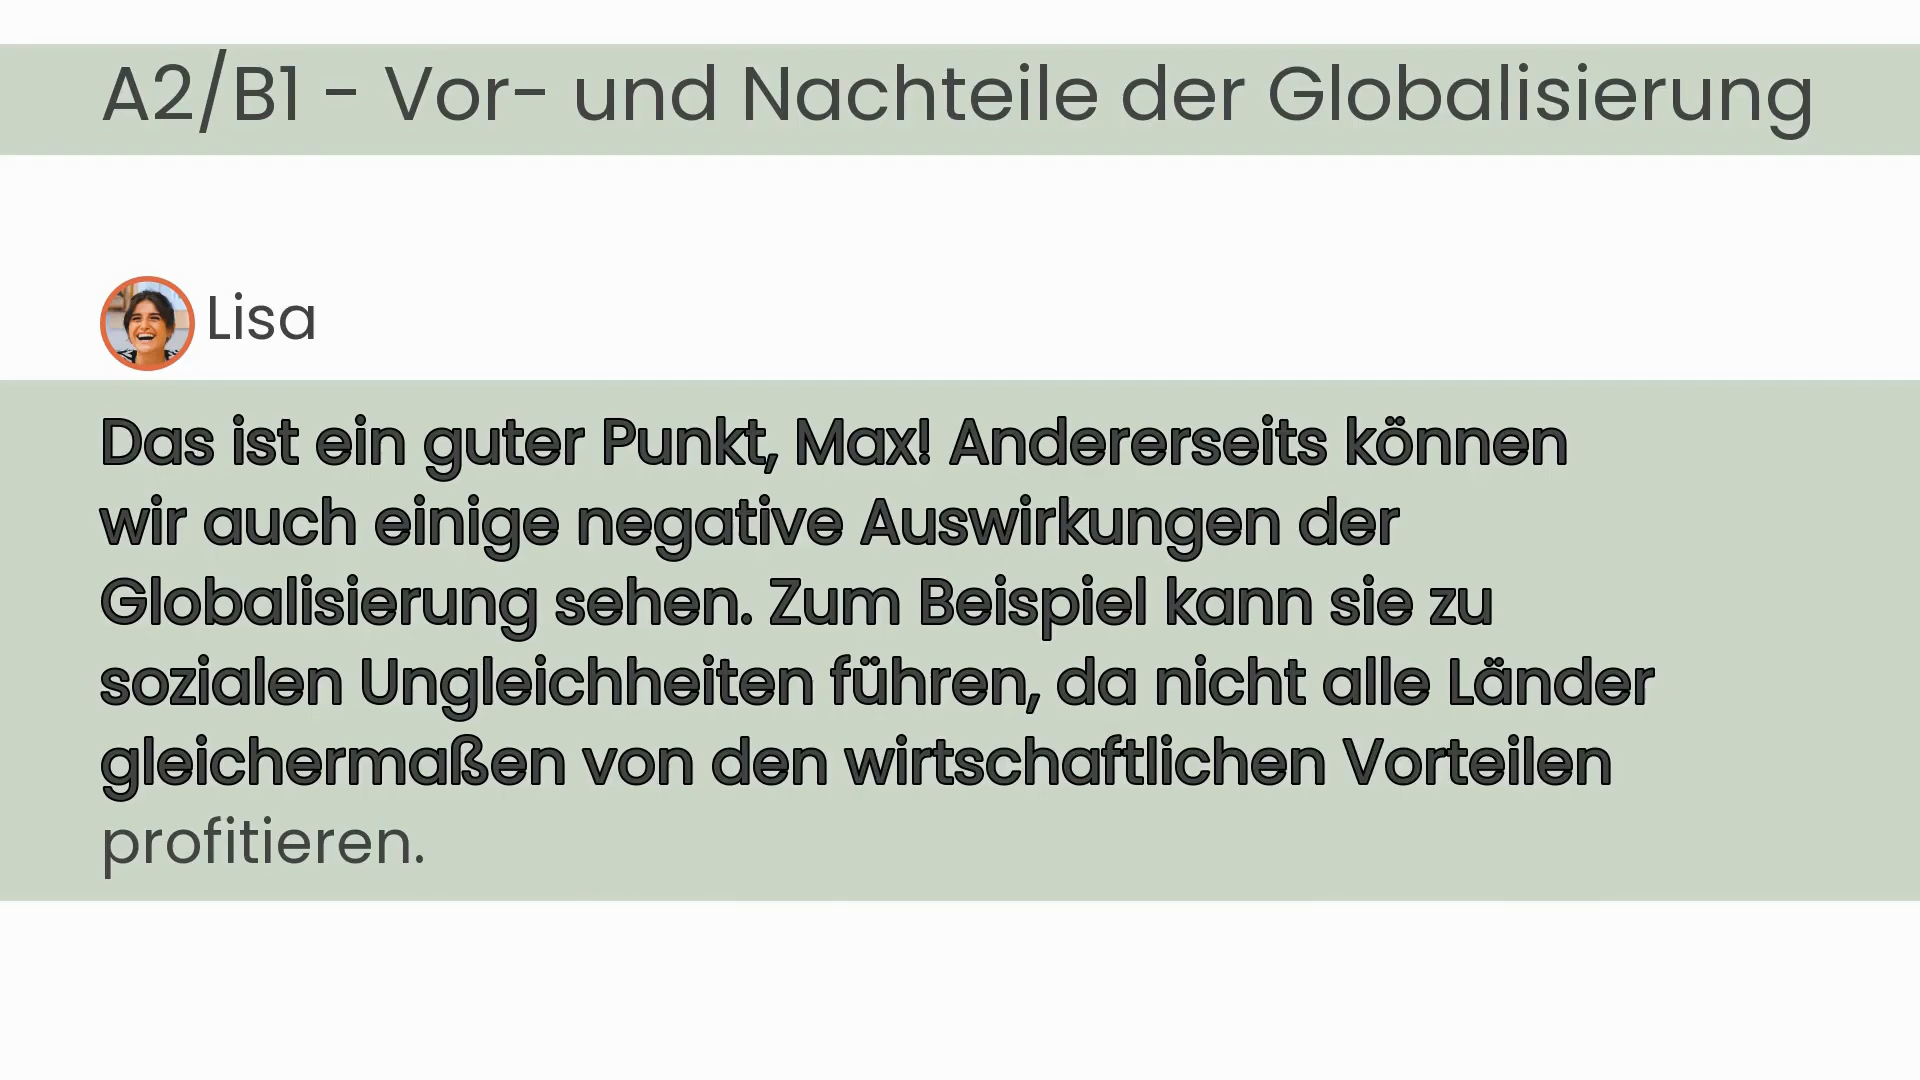 A2/B1 - Vor- und Nachteile der Globalisierung
Lisa
Das ist ein guter Punkt, Max! Andererseits können
wir auch einige negative Auswirkungen der
Globalisierung sehen. Zum Beispiel kann sie zu
sozialen Ungleichheiten führen, da nicht alle Länder
gleichermaßen von den wirtschaftlichen Vorteilen
profitieren.